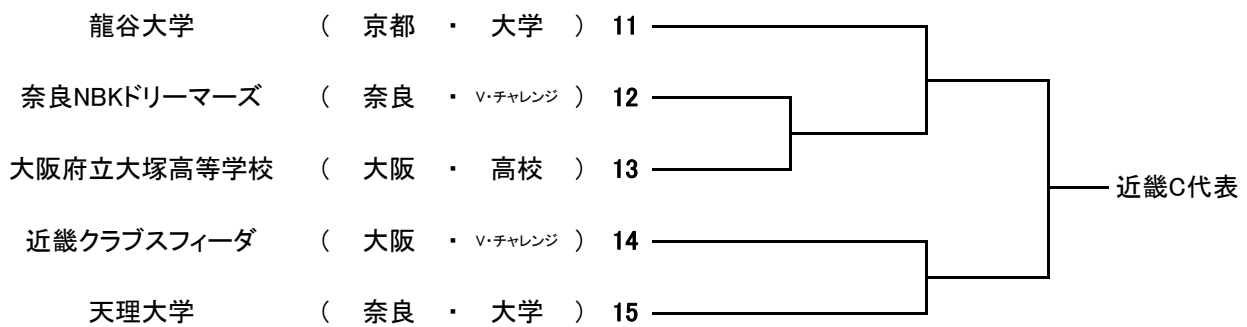 龍谷大学 ( 京都 ・ 大学 ) 11
奈良NBKドリーマーズ ( 奈良 ・ V・チャレンジ ) 12
大阪府立大塚高等学校 ( 大阪 ・ 高校 ) 13
近畿C代表
近畿クラブスフィーダ ( 大阪 ・ V・チャレンジ ) 14
天理大学 ( 奈良 ・ 大学 ) 15